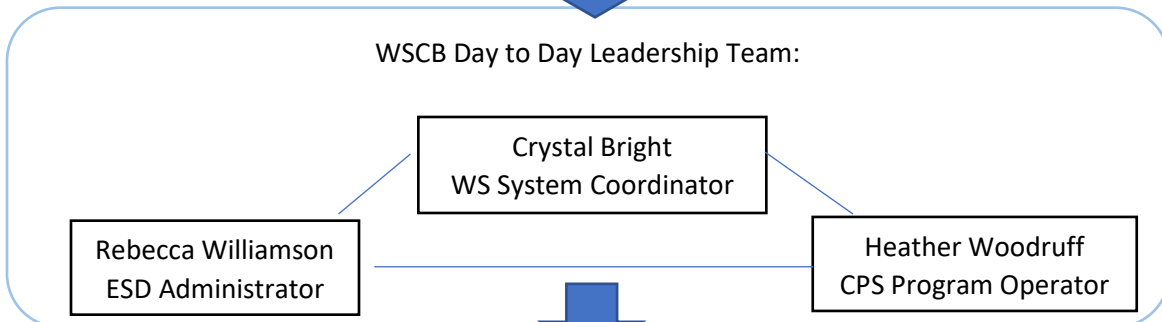 WSCB Day to Day Leadership Team:
Crystal Bright
WS System Coordinator
Rebecca Williamson
ESD Administrator
Heather Woodruff
CPS Program Operator